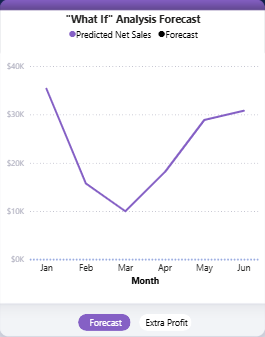 "What If" Analysis Forecast
Predicted Net Sales Forecast
$40K
$30K
$20K
$10K
$0K
Jan Feb Mar Apr May Jun
Month
Forecast Extra Profit